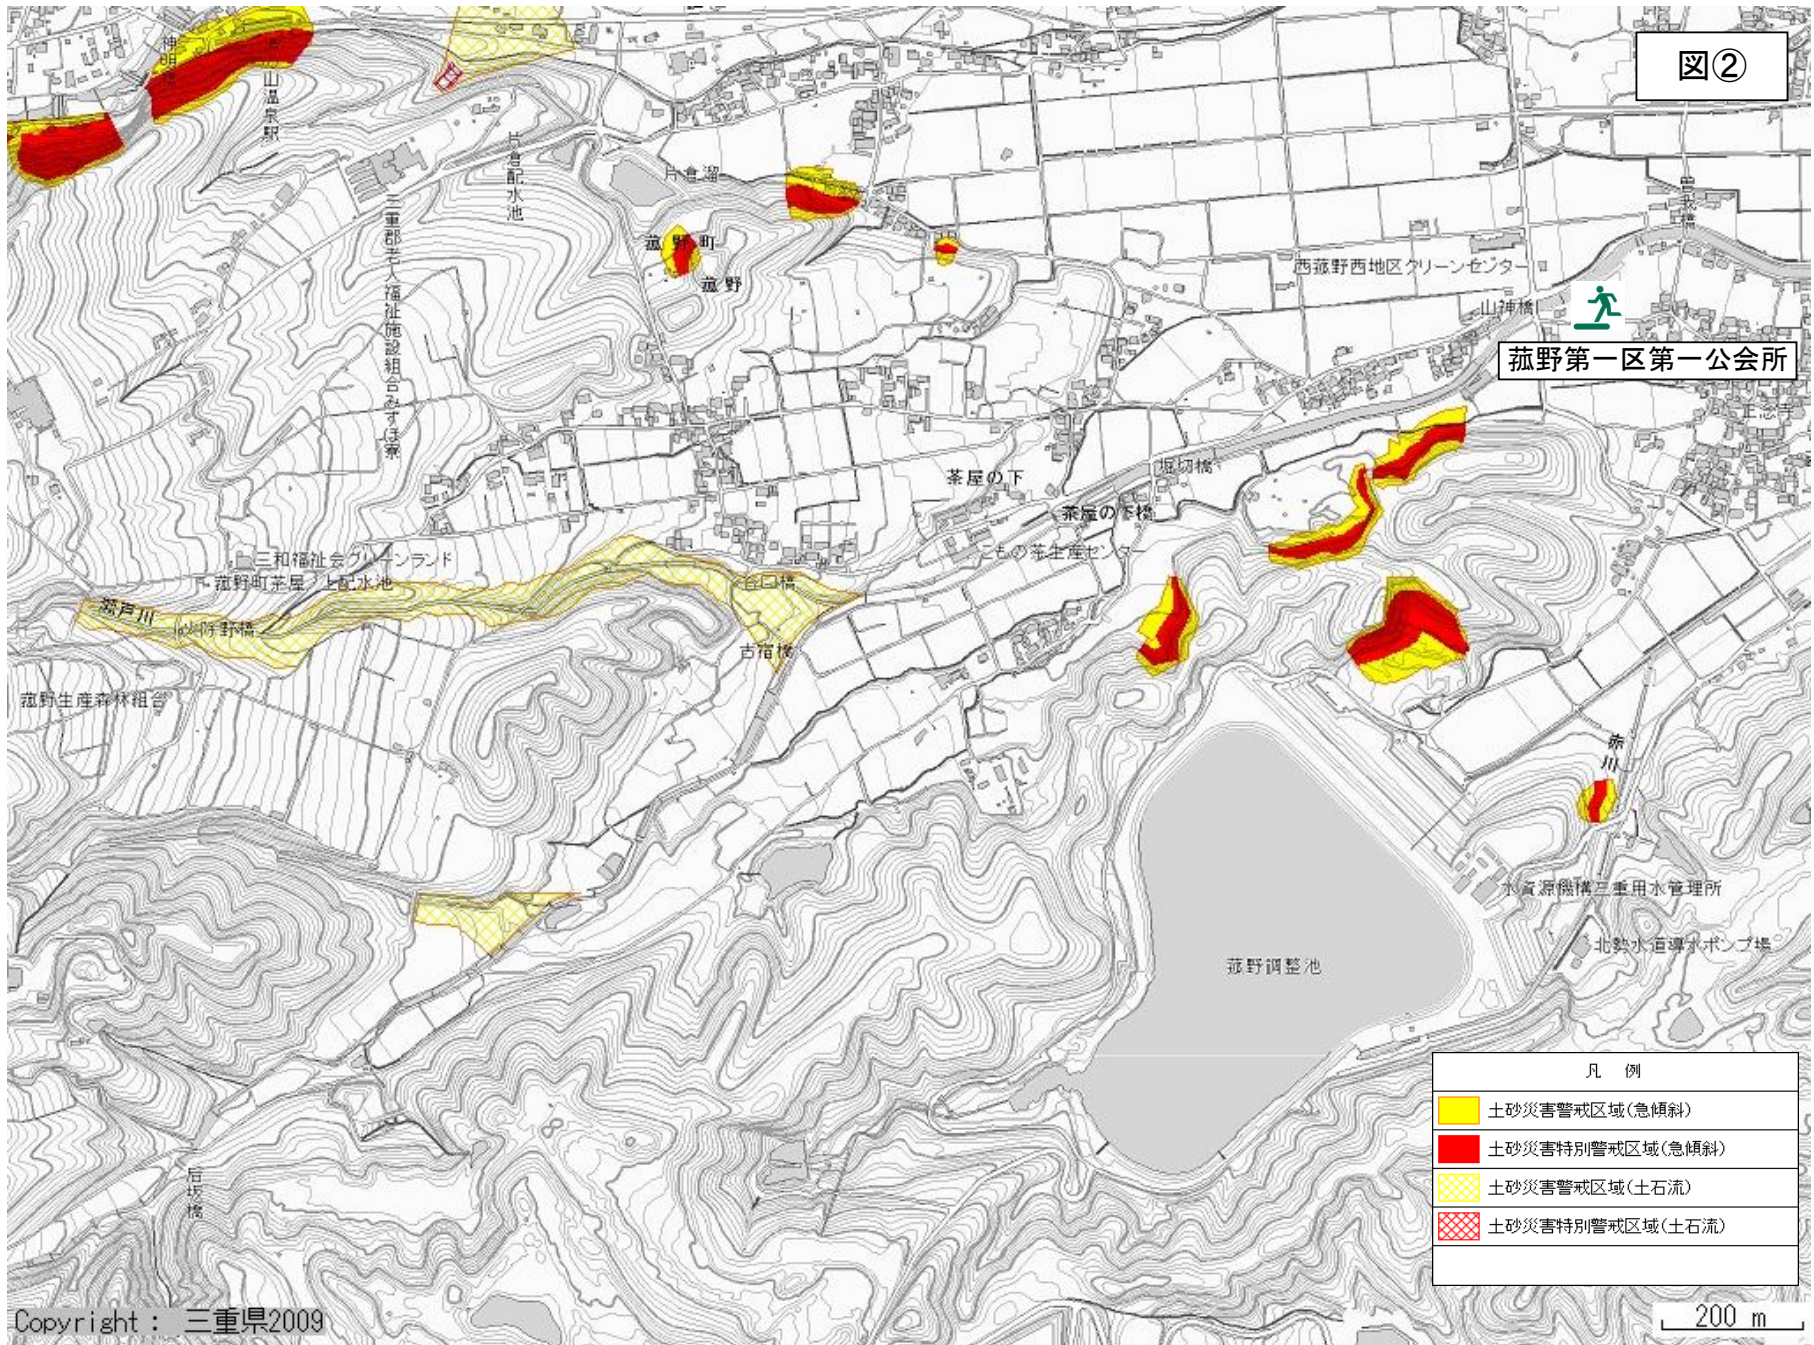 図②
神明橋
片倉配水池
片倉溜
三重郡老人福祉施設組合みずほ寮
菰野町
菰野
西菰野西地区クリーンセンター
山神橋
菰野第一区第一公会所
正念寺
堀切橋
茶屋の下
茶屋の下橋
こもの茶生産センター
三和福祉会グリーンランド
菰野町茶屋ノ上配水池
瀬戸川
谷口橋
古宿橋
菰野生産森林組合
赤川
水資源機構三重用水管理所
北勢水道導水ポンプ場
菰野調整池
凡 例
土砂災害警戒区域(急傾斜)
土砂災害特別警戒区域(急傾斜)
土砂災害警戒区域(土石流)
土砂災害特別警戒区域(土石流)
Copyright : 三重県2009
200 m